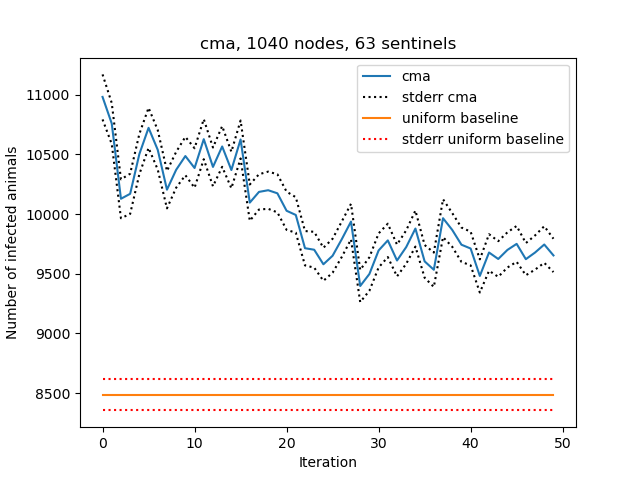 cma, 1040 nodes, 63 sentinels
cma
stderr cma
uniform baseline
stderr uniform baseline
Number of infected animals
11000
10500
10000
9500
9000
8500
0 10 20 30 40 50
Iteration